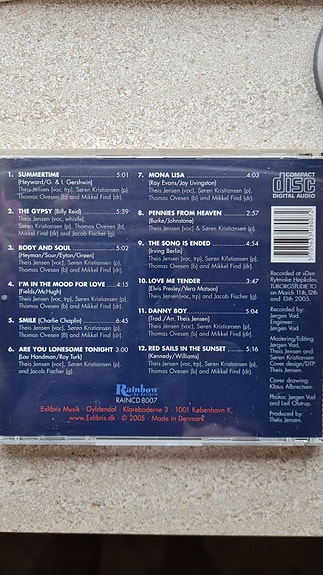 1. SUMMERTIME 5:01
(Heyward/G. & I. Gershwin)
Theis Jensen (voc, trp), Søren Kristiansen (p),
Thomas Ovesen (b) and Mikkel Find (dr).
2. THE GYPSY (Billy Reid) 5:39
Theis Jensen (voc, whistle),
Søren Kristiansen (p), Thomas Ovesen (b),
Mikkel Find (dr) and Jacob Fischer (g).
3. BODY AND SOUL 5:02
(Heyman/Sour/Eyton/Green)
Theis Jensen (voc), Søren Kristiansen (p),
Thomas Ovesen (b) and Mikkel Find (dr).
4. I'M IN THE MOOD FOR LOVE 4:15
(Fields/McHugh)
Theis Jensen (voc, trp), Søren Kristiansen (p),
Thomas Ovesen (b) and Mikkel Find (dr).
5. SMILE (Charlie Chaplin) 6:45
Theis Jensen (voc, trp), Søren Kristiansen (p),
Thomas Ovesen (b) and Mikkel Find (dr).
6. ARE YOU LONESOME TONIGHT 3:00
(Lou Handman/Roy Turk)
Theis Jensen (voc), Søren Kristiansen (p)
and Jacob Fischer (g).
7. MONA LISA 4:03
(Ray Evans/Jay Livingston)
Theis Jensen (voc), Søren Kristiansen (p) and
Thomas Ovesen (b).
8. PENNIES FROM HEAVEN 2:57
(Burke/Johnstone)
Theis Jensen (voc), Søren Kristiansen (p),
Thomas Ovesen (b) and Mikkel Find (dr).
9. THE SONG IS ENDED 4:54
(Irving Berlin)
Theis Jensen (voc), Søren Kristiansen (p),
Thomas Ovesen (b) and Mikkel Find (dr).
10. LOVE ME TENDER 3:47
(Elvis Presley/Vera Matson)
Theis Jensen(voc, trp), Søren Kristiansen (p)
and Jacob Fischer (g).
11. DANNY BOY 5:04
(Trad./Arr. Theis Jensen)
Theis Jensen (voc), Søren Kristiansen (p),
Thomas Ovesen (b) and Mikkel Find (dr).
12. RED SAILS IN THE SUNSET 5:16
(Kennedy/Williams)
Theis Jensen (voc), Søren Kristiansen (p),
Thomas Ovesen (b) and Mikkel Find (dr).
COMPACT
disc
DIGITAL AUDIO
Recorded at »Den
Rytmiske Højskole«,
TUBORGSTUDIE TO
on March 11th, 12th
and 13th 2005.
Recorded by:
Jørgen Vad.
Engineer:
Jørgen Vad
Mastering/Editing:
Jørgen Vad,
Theis Jensen and
Søren Kristiansen
Cover design/DTP:
Theis Jensen.
Cover drawing:
Klaus Albrechtsen.
Photos: Jørgen Vad
and Leif Olstrup.
Produced by:
Theis Jensen.
Rainbow
by Exlibris
RAINCD 8007
Exlibris Musik · Gyldendal · Klareboderne 3 · 1001 København K,
www.Exlibris.dk © 2005 · Made in Denmark